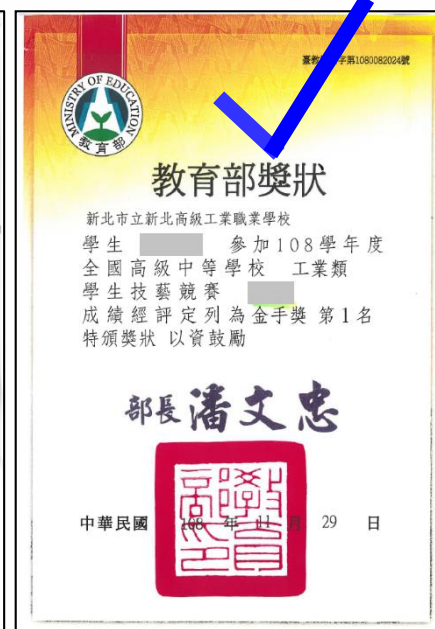 字第1080082024號
MINISTRY OF EDUCATION
教育部
教育部獎狀
新北市立新北高級工業職業學校
學生 參加108學年度
全國高級中等學校 工業類
學生技藝競賽
成績經評定列為金手獎 第1名
特頒獎狀 以資鼓勵
部長潘文忠
中華民國 108 年 11 月 29 日